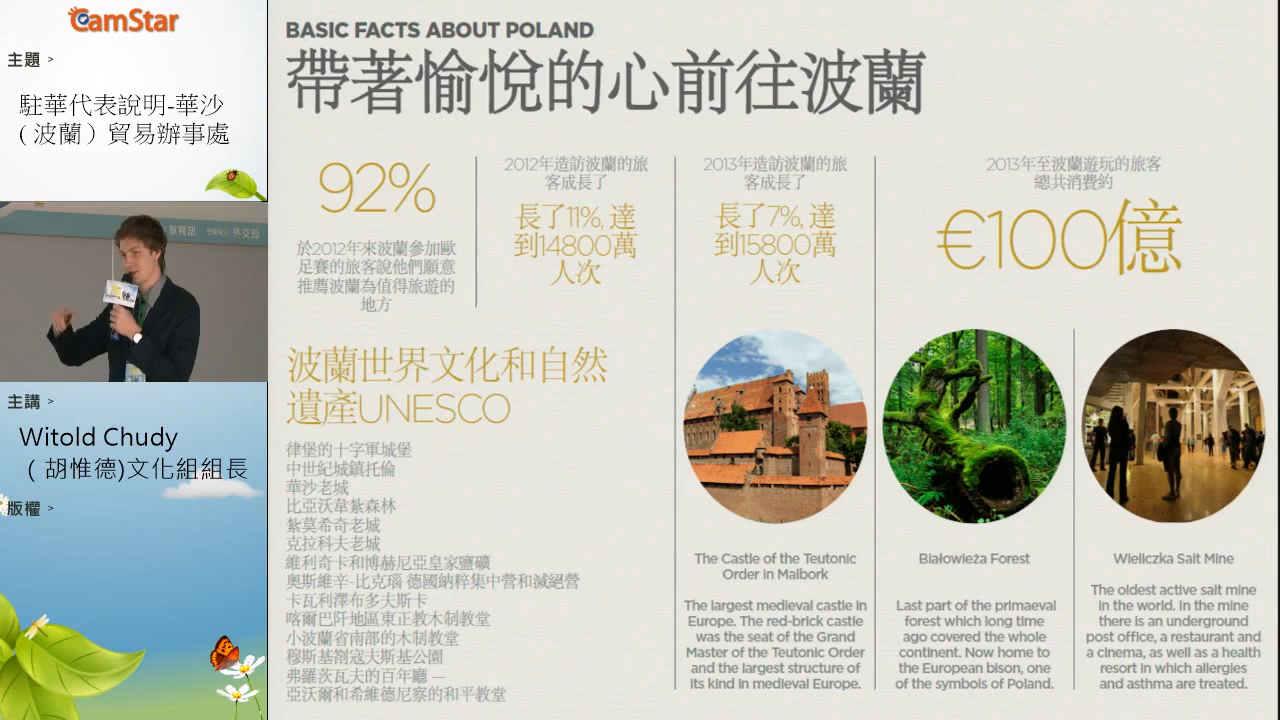 CamStar
主題 >
駐華代表說明-華沙
（波蘭）貿易辦事處
教育部
外交部
主講 >
Witold Chudy
（胡惟德)文化組組長
版權 >
BASIC FACTS ABOUT POLAND
帶著愉悅的心前往波蘭
92%
於2012年來波蘭參加歐
足賽的旅客說他們願意
推薦波蘭為值得旅遊的
地方
2012年造訪波蘭的旅
客成長了
長了11%, 達
到14800萬
人次
2013年造訪波蘭的旅
客成長了
長了7%, 達
到15800萬
人次
2013年至波蘭遊玩的旅客
總共消費約
€100億
波蘭世界文化和自然
遺產UNESCO
律堡的十字軍城堡
中世紀城鎮托倫
華沙老城
比亞沃韋紮森林
紮莫希奇老城
克拉科夫老城
維利奇卡和博赫尼亞皇家鹽礦
奧斯維辛-比克瑙 德國納粹集中營和滅絕營
卡瓦利澤布多夫斯卡
喀爾巴阡地區東正教木制教堂
小波蘭省南部的木制教堂
穆斯基劄寇夫斯基公園
弗羅茨瓦夫的百年廳 —
亞沃爾和希維德尼察的和平教堂
The Castle of the Teutonic
Order in Malbork
The largest medieval castle in
Europe. The red-brick castle
was the seat of the Grand
Master of the Teutonic Order
and the largest structure of
its kind in medieval Europe.
Białowieża Forest
Last part of the primaeval
forest which long time
ago covered the whole
continent. Now home to
the European bison, one
of the symbols of Poland.
Wieliczka Salt Mine
The oldest active salt mine
in the world. In the mine
there is an underground
post office, a restaurant and
a cinema, as well as a health
resort in which allergies
and asthma are treated.